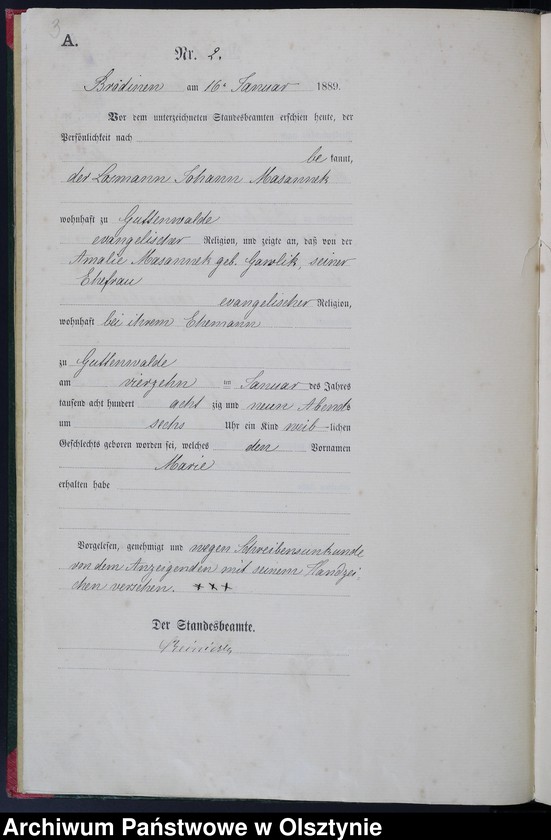 3
A.
Nr. 2.
Brödienen am 16ⁿ Januar 1889.
Vor dem unterzeichneten Standesbeamten erschien heute, der
Persönlichkeit nach
be kannt,
der Losmann Johann Masannek
wohnhaft zu Guttenwalde
evangelischer Religion, und zeigte an, daß von der
Amalie Masannek geb. Gawlik, seiner
Ehefrau
evangelischer Religion,
wohnhaft bei ihrem Ehemann
zu Guttenwalde
am vierzehn ten Januar des Jahres
tausend acht hundert acht zig und neun Abends
um sechs Uhr ein Kind weib-lichen
Geschlechts geboren worden sei, welches den Vornamen
Marie
erhalten habe
Vorgelesen, genehmigt und wegen Schreibensunkunde
von dem Anzeigenden mit seinem Handzei
chen versehen. +++
Der Standesbeamte.
Archiwum Państwowe w Olsztynie